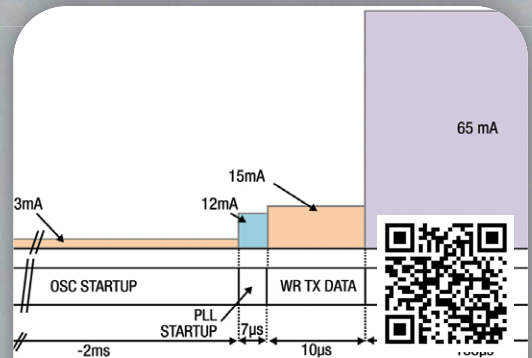 65 mA
15mA
3mA
12mA
OSC STARTUP
WR TX DATA
PLL
STARTUP
7µs
-2ms
10µs